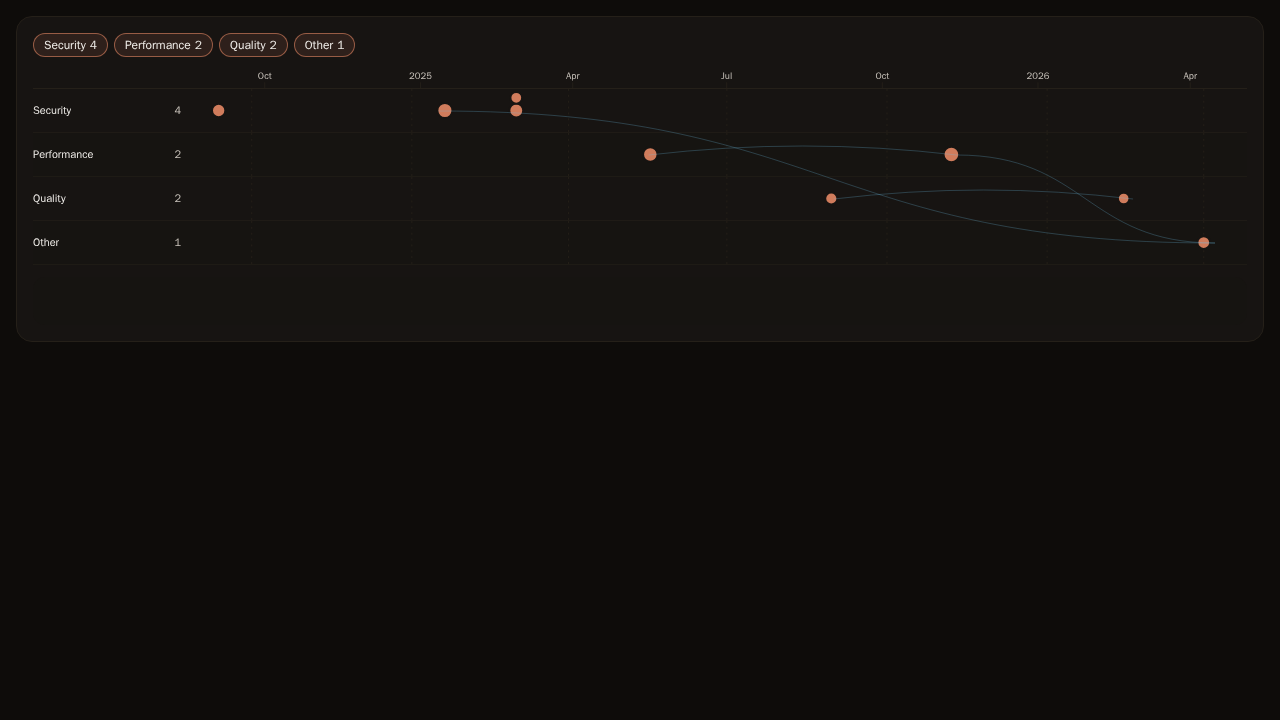 Security 4 Performance 2 Quality 2 Other 1
Oct 2025 Apr Jul Oct 2026 Apr
Security 4
Performance 2
Quality 2
Other 1